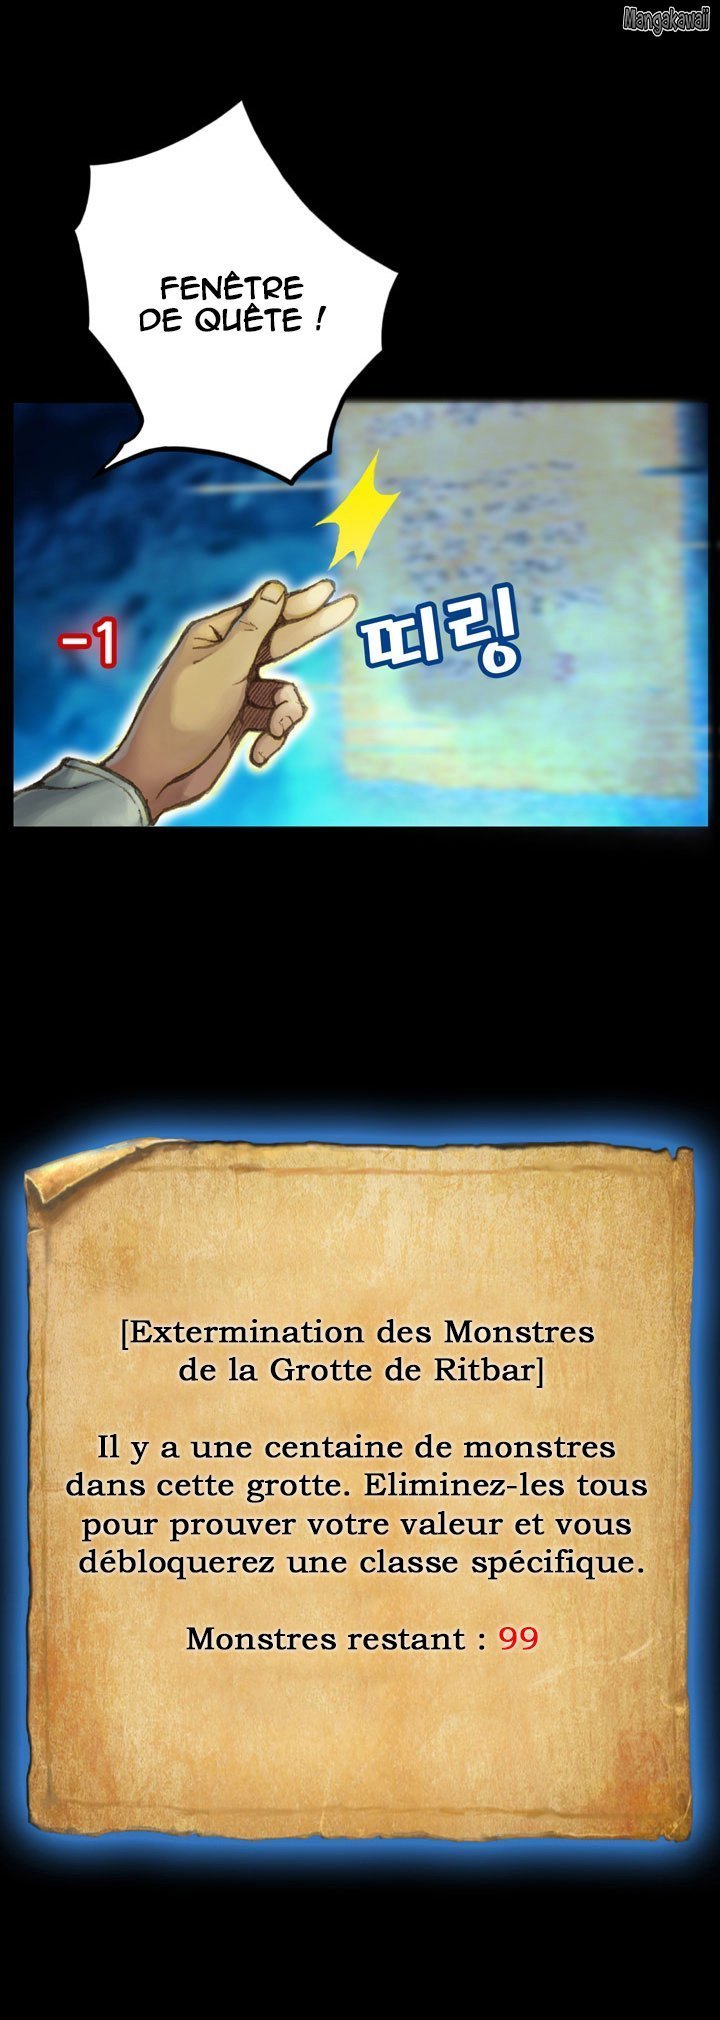 Mangakawaii
FENÊTRE
DE QUÊTE !
-1
띠링
[Extermination des Monstres
de la Grotte de Ritbar]
Il y a une centaine de monstres
dans cette grotte. Eliminez-les tous
pour prouver votre valeur et vous
débloquerez une classe spécifique.
Monstres restant : 99